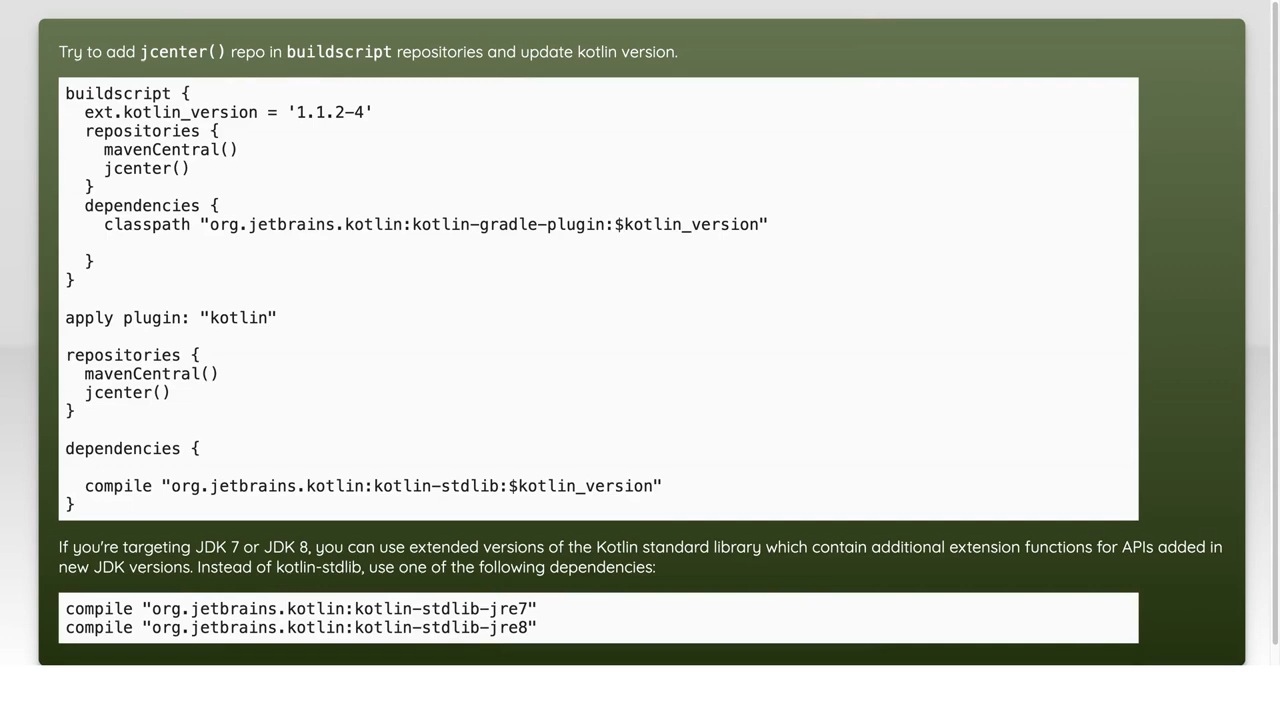 Try to add jcenter() repo in buildscript repositories and update kotlin version.
buildscript {
  ext.kotlin_version = '1.1.2-4'
  repositories {
    mavenCentral()
    jcenter()
  }
  dependencies {
    classpath "org.jetbrains.kotlin:kotlin-gradle-plugin:$kotlin_version"
  }
}
apply plugin: "kotlin"
repositories {
  mavenCentral()
  jcenter()
}
dependencies {
  compile "org.jetbrains.kotlin:kotlin-stdlib:$kotlin_version"
}
If you're targeting JDK 7 or JDK 8, you can use extended versions of the Kotlin standard library which contain additional extension functions for APIs added in
new JDK versions. Instead of kotlin-stdlib, use one of the following dependencies:
compile "org.jetbrains.kotlin:kotlin-stdlib-jre7"
compile "org.jetbrains.kotlin:kotlin-stdlib-jre8"